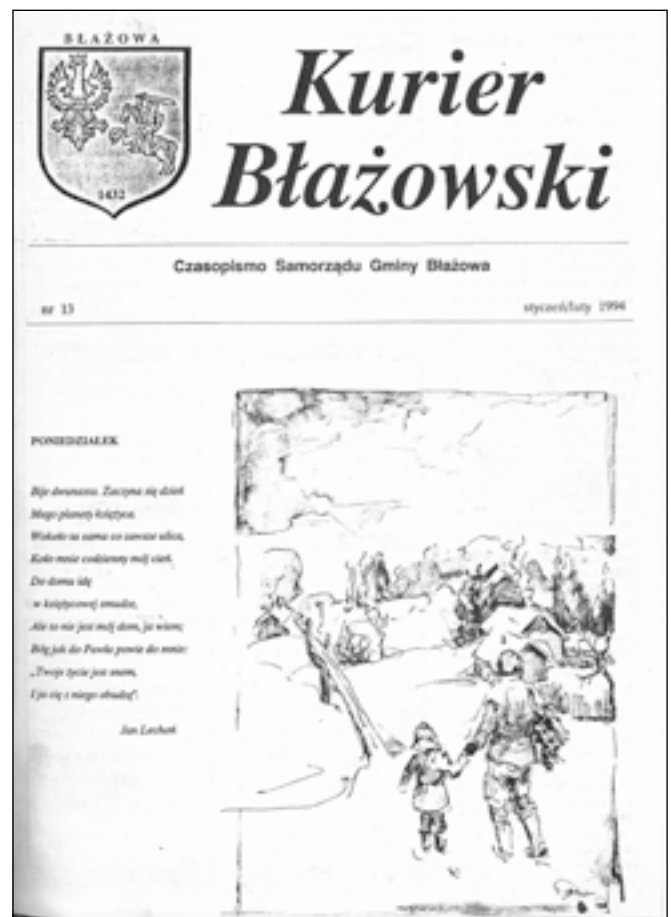 BŁAŻOWA
1432
Kurier
Błażowski
Czasopismo Samorządu Gminy Błażowa
nr 13
styczeń/luty 1994
PONIEDZIAŁEK
Bije dwunasta. Zaczyna się dzień
Mego planety księżyca.
Wokoło ta sama co zawsze ulica,
Koło mnie codzienny mój cień.
Do domu idę
w księżycowej smudze,
Ale to nie jest mój dom, ja wiem;
Bóg jak do Pawła powie do mnie:
„Twoje życie jest snem,
I ja cię z niego obudzę".
Jan Lechoń